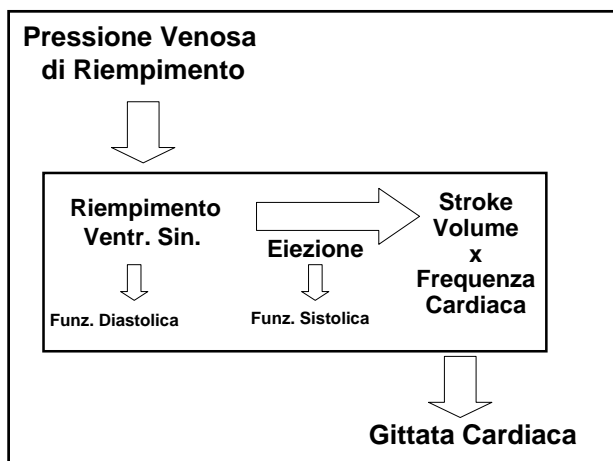 Pressione Venosa
di Riempimento
Riempimento
Ventr. Sin.
Eiezione
Stroke
Volume
x
Frequenza
Cardiaca
Funz. Diastolica
Funz. Sistolica
Gittata Cardiaca